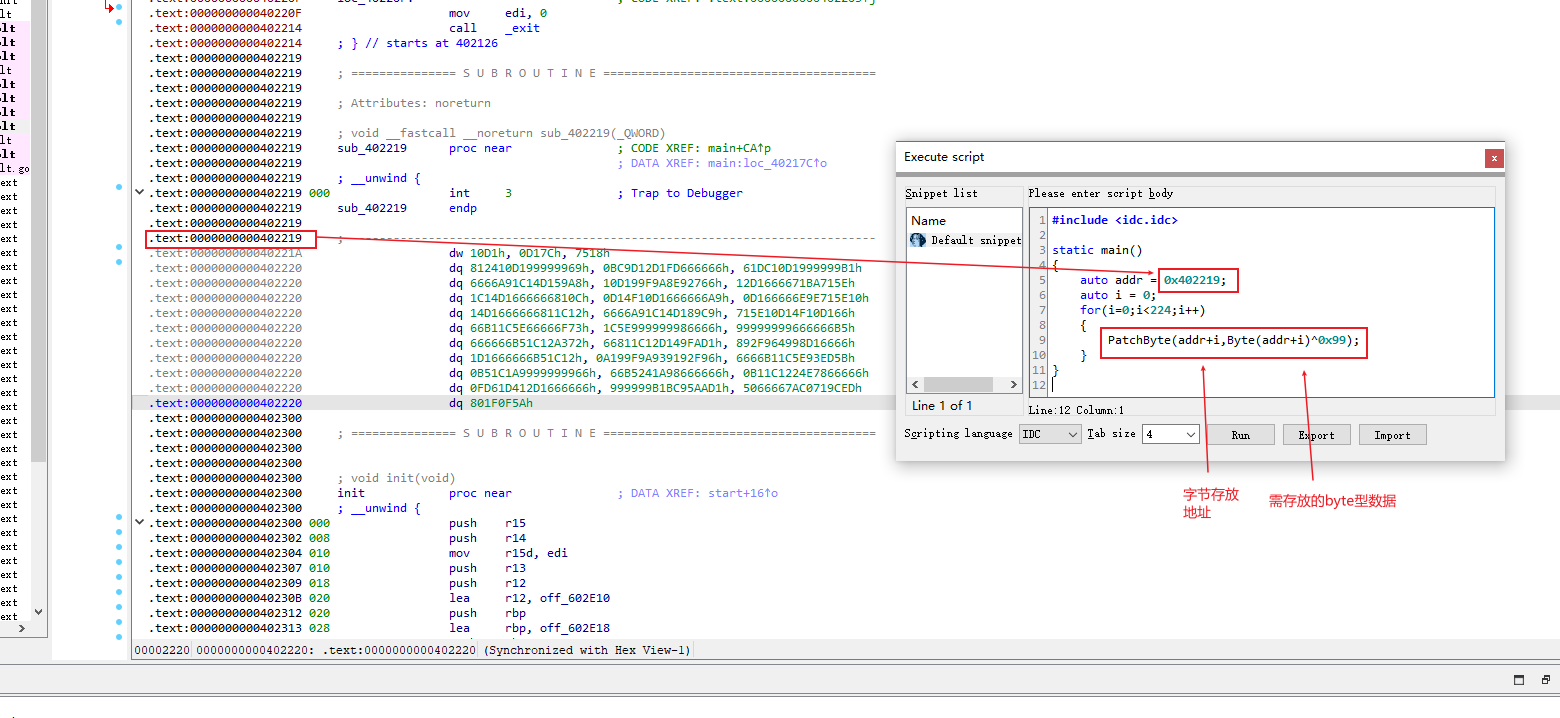 .text:000000000040220F
.text:000000000040220F mov edi, 0
.text:0000000000402214 call _exit
.text:0000000000402214 ; } // starts at 402126
.text:0000000000402219
.text:0000000000402219 ; =============== S U B R O U T I N E =======================================
.text:0000000000402219
.text:0000000000402219 ; Attributes: noreturn
.text:0000000000402219
.text:0000000000402219 ; void __fastcall __noreturn sub_402219(_QWORD)
.text:0000000000402219 sub_402219 proc near ; CODE XREF: main+CA↑p
.text:0000000000402219 ; DATA XREF: main:loc_40217C↑o
.text:0000000000402219 ; __unwind {
.text:0000000000402219 000 int 3 ; Trap to Debugger
.text:0000000000402219 sub_402219 endp
.text:0000000000402219
.text:0000000000402219 ; ---------------------------------------------------------------------------
.text:000000000040221A dw 10D1h, 0D17Ch, 7518h
.text:0000000000402220 dq 812410D199999969h, 0BC9D12D1FD666666h, 61DC10D1999999B1h
.text:0000000000402220 dq 6666A91C14D159A8h, 10D199F9A8E92766h, 12D1666671BA715Eh
.text:0000000000402220 dq 1C14D1666666810Ch, 0D14F10D1666666A9h, 0D166666E9E715E10h
.text:0000000000402220 dq 14D1666666811C12h, 6666A91C14D189C9h, 715E10D14F10D166h
.text:0000000000402220 dq 66B11C5E66666F73h, 1C5E999999986666h, 99999999666666B5h
.text:0000000000402220 dq 666666B51C12A372h, 66811C12D149FAD1h, 892F964998D16666h
.text:0000000000402220 dq 1D1666666B51C12h, 0A199F9A939192F96h, 6666B11C5E93ED5Bh
.text:0000000000402220 dq 0B51C1A9999999966h, 66B5241A98666666h, 0B11C1224E7866666h
.text:0000000000402220 dq 0FD61D412D1666666h, 999999B1BC95AAD1h, 5066667AC0719CEDh
.text:0000000000402220 dq 801F0F5Ah
.text:0000000000402300
.text:0000000000402300 ; =============== S U B R O U T I N E =======================================
.text:0000000000402300
.text:0000000000402300
.text:0000000000402300 ; void init(void)
.text:0000000000402300 init proc near ; DATA XREF: start+16↑o
.text:0000000000402300 ; __unwind {
.text:0000000000402300 000 push r15
.text:0000000000402302 008 push r14
.text:0000000000402304 010 mov r15d, edi
.text:0000000000402307 010 push r13
.text:0000000000402309 018 push r12
.text:000000000040230B 020 lea r12, off_602E10
.text:0000000000402312 020 push rbp
.text:0000000000402313 028 lea rbp, off_602E18
00002220 0000000000402220: .text:0000000000402220 (Synchronized with Hex View-1)
Execute script
x
Snippet list
Name
Default snippet
Line 1 of 1
Please enter script body
1 #include <idc.idc>
2
3 static main()
4 {
5 auto addr = 0x402219;
6 auto i = 0;
7 for(i=0;i<224;i++)
8 {
9 PatchByte(addr+i,Byte(addr+i)^0x99);
10 }
11 }
12
Line:12 Column:1
Scripting language IDC Tab size 4 Run Export Import
字节存放
地址
需存放的byte型数据